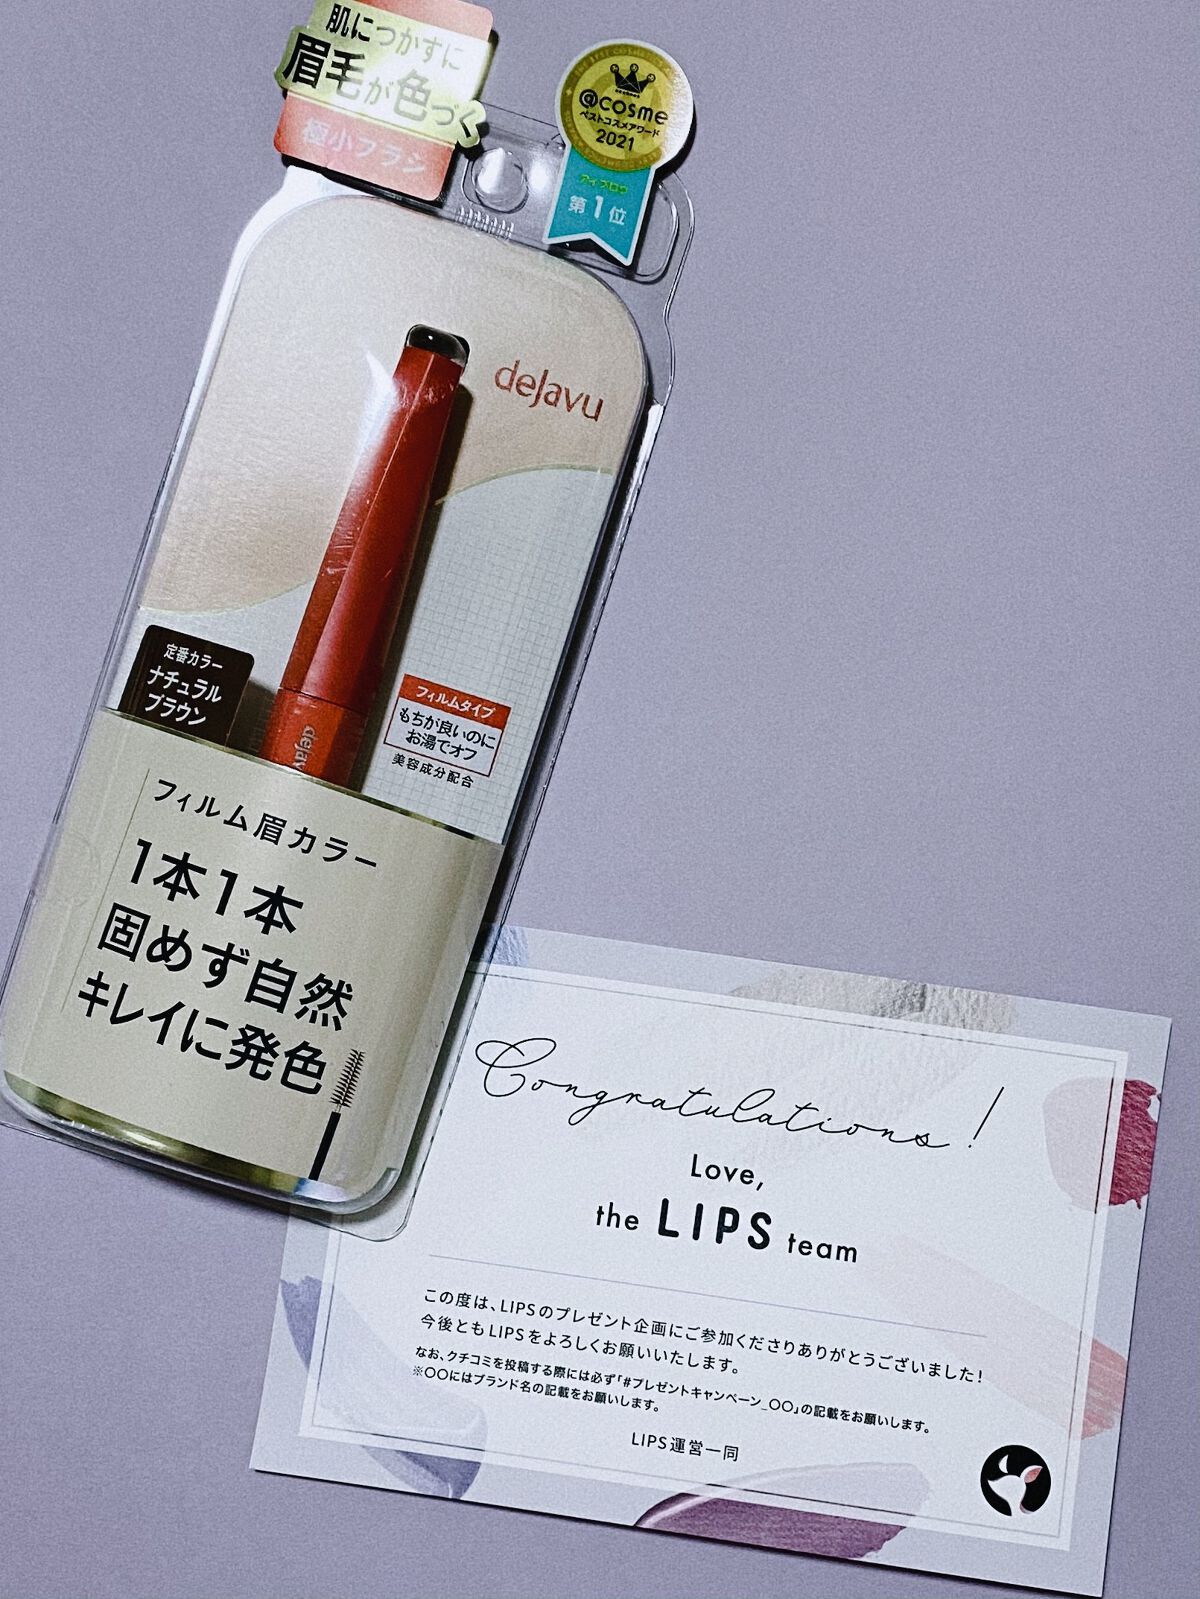 肌につかずに
眉毛が色づく
極小ブラシ
@cosme
ベストコスメアワード
2021
アイブロウ
第1位
dejavu
定番カラー
ナチュラル
ブラウン
フィルムタイプ
もちが良いのに
お湯でオフ
美容成分配合
フィルム眉カラー
1本1本
固めず自然
キレイに発色
Congratulations!
Love,
the LIPS team
この度は、LIPSのプレゼント企画にご参加くださりありがとうございました!
今後ともLIPSをよろしくお願いいたします。
なお、クチコミを投稿する際には必ず「#プレゼントキャンペーン_〇〇」の記載をお願いします。
※〇〇にはブランド名の記載をお願いします。
LIPS運営一同